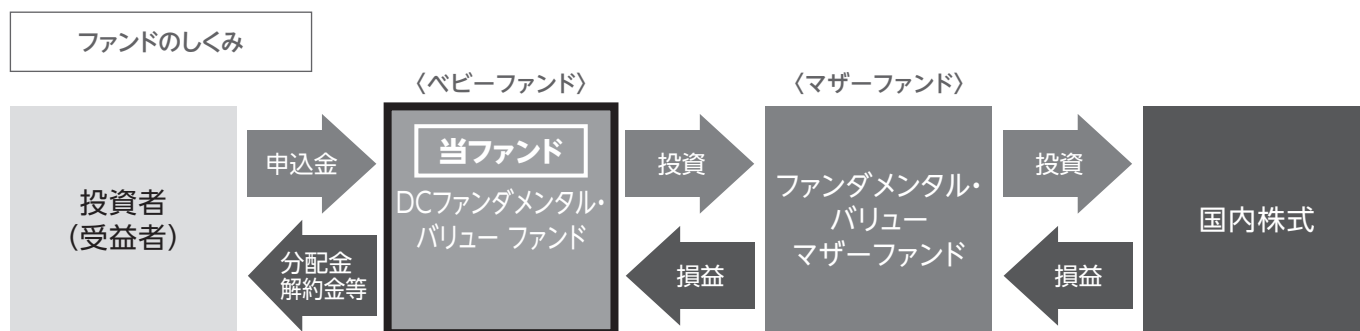 ファンドのしくみ
〈ベビーファンド〉
〈マザーファンド〉
投資者
(受益者)
申込金
分配金
解約金等
当ファンド
DCファンダメンタル・
バリュー ファンド
投資
損益
ファンダメンタル・
バリュー
マザーファンド
投資
損益
国内株式